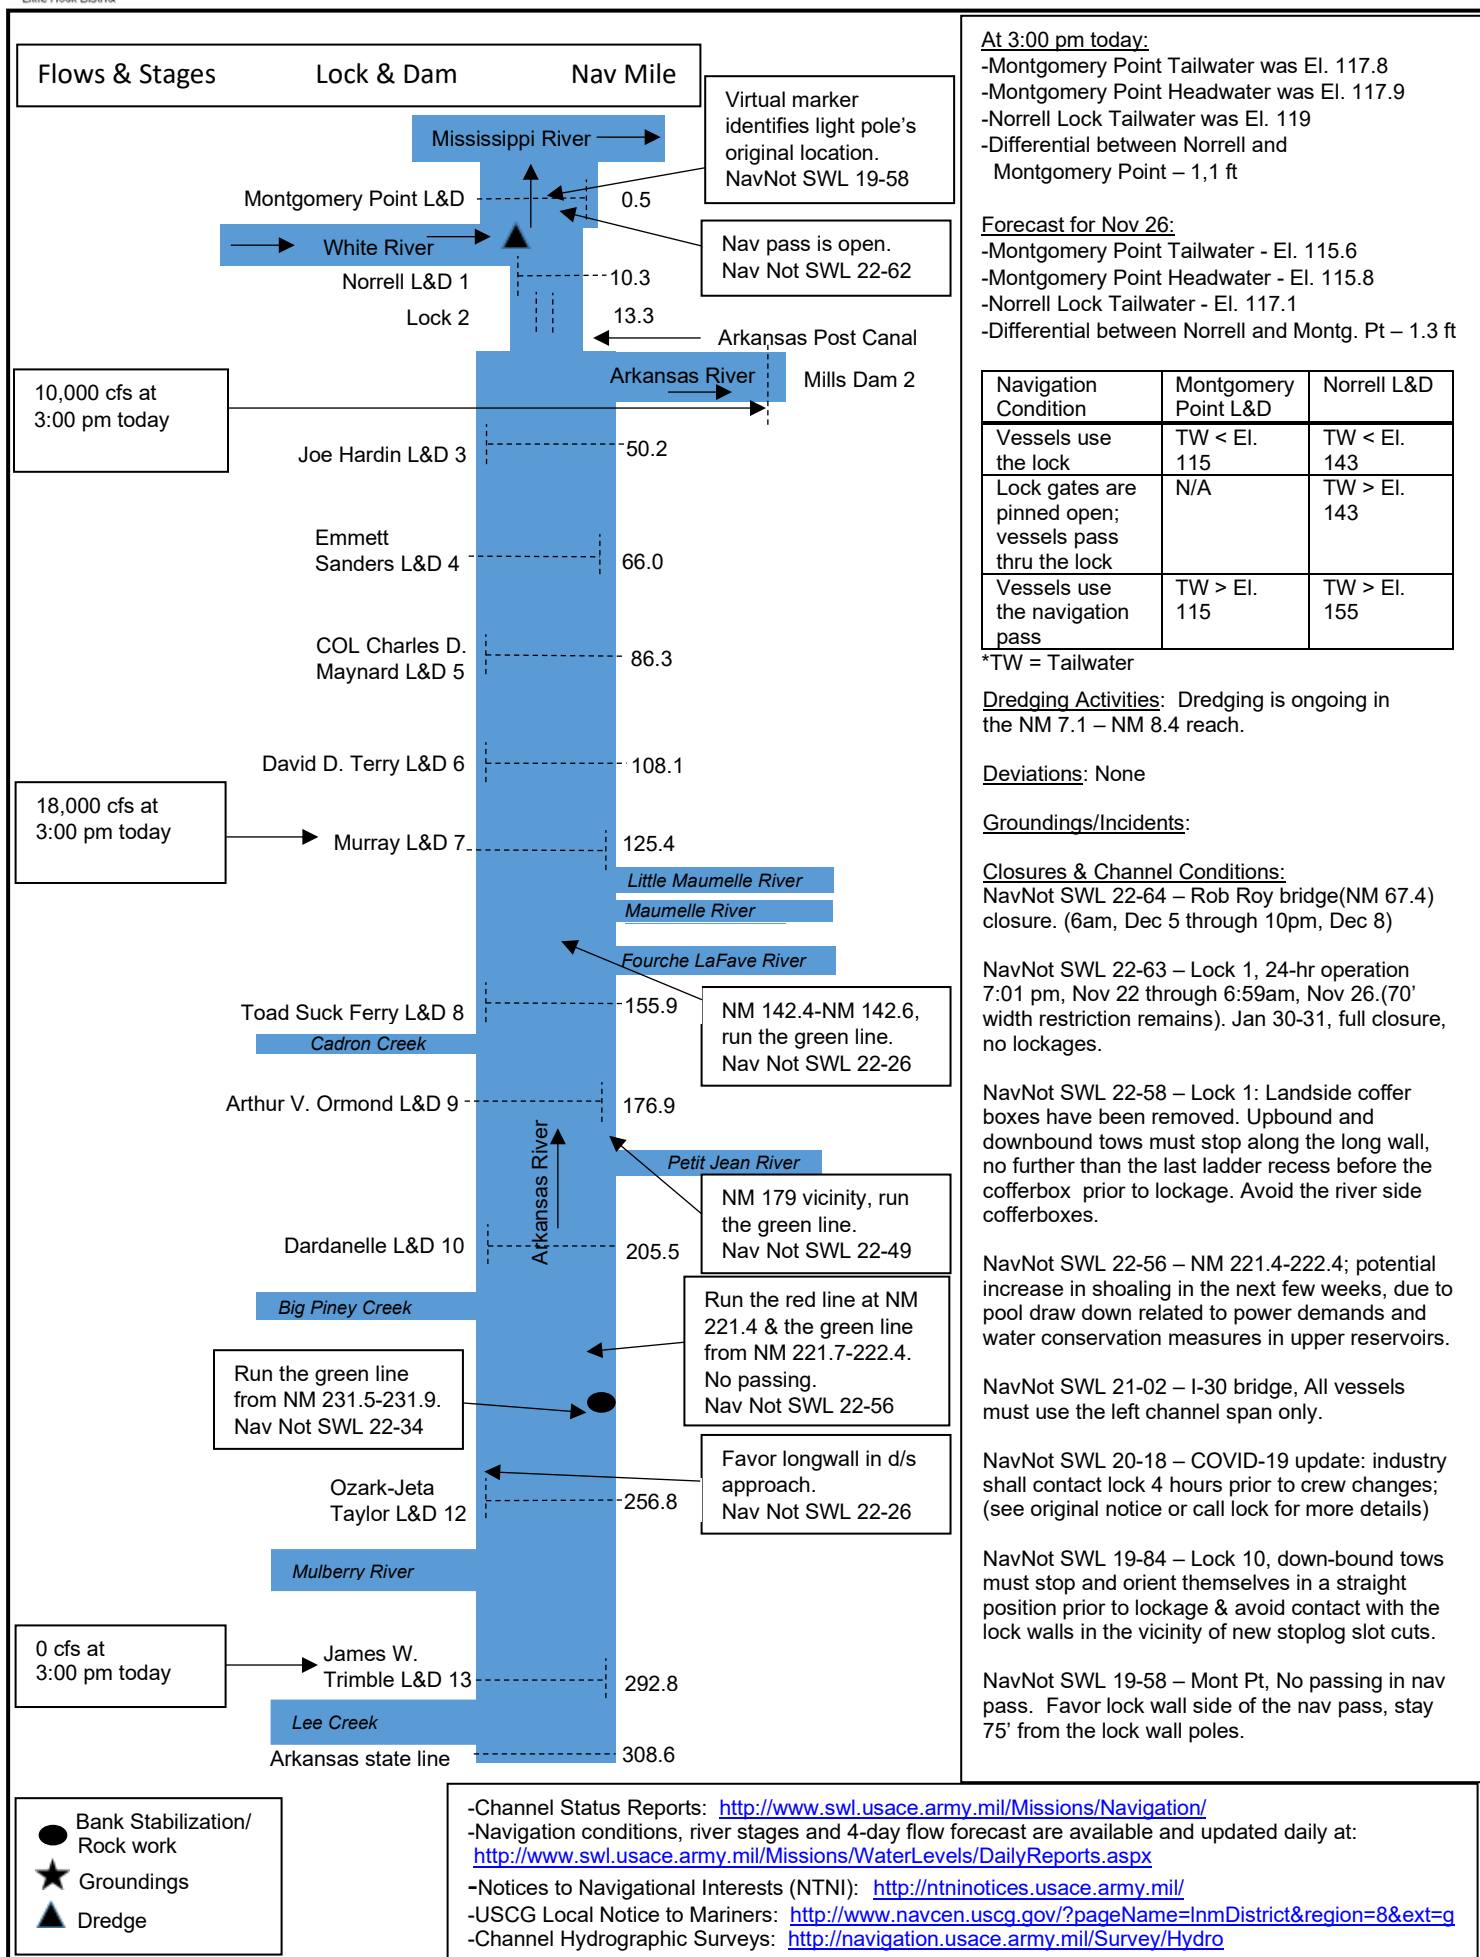 Little Rock District
Flows & Stages Lock & Dam Nav Mile
Mississippi River
Montgomery Point L&D
0.5
White River
Norrell L&D 1
10.3
Lock 2
13.3
Arkansas Post Canal
Arkansas River
Mills Dam 2
Virtual marker
identifies light pole's
original location.
NavNot SWL 19-58
Nav pass is open.
Nav Not SWL 22-62
10,000 cfs at
3:00 pm today
Joe Hardin L&D 3
50.2
Emmett
Sanders L&D 4
66.0
COL Charles D.
Maynard L&D 5
86.3
David D. Terry L&D 6
108.1
18,000 cfs at
3:00 pm today
Murray L&D 7
125.4
Little Maumelle River
Maumelle River
Fourche LaFave River
Toad Suck Ferry L&D 8
155.9
NM 142.4-NM 142.6,
run the green line.
Nav Not SWL 22-26
Cadron Creek
Arthur V. Ormond L&D 9
176.9
Arkansas River
Petit Jean River
NM 179 vicinity, run
the green line.
Nav Not SWL 22-49
Dardanelle L&D 10
205.5
Big Piney Creek
Run the red line at NM
221.4 & the green line
from NM 221.7-222.4.
No passing.
Nav Not SWL 22-56
Run the green line
from NM 231.5-231.9.
Nav Not SWL 22-34
Favor longwall in d/s
approach.
Nav Not SWL 22-26
Ozark-Jeta
Taylor L&D 12
256.8
Mulberry River
0 cfs at
3:00 pm today
James W.
Trimble L&D 13
292.8
Lee Creek
Arkansas state line
308.6
At 3:00 pm today:
-Montgomery Point Tailwater was El. 117.8
-Montgomery Point Headwater was El. 117.9
-Norrell Lock Tailwater was El. 119
-Differential between Norrell and
Montgomery Point – 1,1 ft
Forecast for Nov 26:
-Montgomery Point Tailwater - El. 115.6
-Montgomery Point Headwater - El. 115.8
-Norrell Lock Tailwater - El. 117.1
-Differential between Norrell and Montg. Pt – 1.3 ft
Navigation Montgomery Norrell L&D
Condition Point L&D
Vessels use TW < El. TW < El.
the lock 115 143
Lock gates are N/A TW > El.
pinned open; 143
vessels pass
thru the lock
Vessels use TW > El. TW > El.
the navigation 115 155
pass
*TW = Tailwater
Dredging Activities: Dredging is ongoing in
the NM 7.1 – NM 8.4 reach.
Deviations: None
Groundings/Incidents:
Closures & Channel Conditions:
NavNot SWL 22-64 – Rob Roy bridge(NM 67.4)
closure. (6am, Dec 5 through 10pm, Dec 8)
NavNot SWL 22-63 – Lock 1, 24-hr operation
7:01 pm, Nov 22 through 6:59am, Nov 26.(70'
width restriction remains). Jan 30-31, full closure,
no lockages.
NavNot SWL 22-58 – Lock 1: Landside coffer
boxes have been removed. Upbound and
downbound tows must stop along the long wall,
no further than the last ladder recess before the
cofferbox prior to lockage. Avoid the river side
cofferboxes.
NavNot SWL 22-56 – NM 221.4-222.4; potential
increase in shoaling in the next few weeks, due to
pool draw down related to power demands and
water conservation measures in upper reservoirs.
NavNot SWL 21-02 – I-30 bridge, All vessels
must use the left channel span only.
NavNot SWL 20-18 – COVID-19 update: industry
shall contact lock 4 hours prior to crew changes;
(see original notice or call lock for more details)
NavNot SWL 19-84 – Lock 10, down-bound tows
must stop and orient themselves in a straight
position prior to lockage & avoid contact with the
lock walls in the vicinity of new stoplog slot cuts.
NavNot SWL 19-58 – Mont Pt, No passing in nav
pass. Favor lock wall side of the nav pass, stay
75' from the lock wall poles.
Bank Stabilization/
Rock work
Groundings
Dredge
-Channel Status Reports: http://www.swl.usace.army.mil/Missions/Navigation/
-Navigation conditions, river stages and 4-day flow forecast are available and updated daily at:
http://www.swl.usace.army.mil/Missions/WaterLevels/DailyReports.aspx
-Notices to Navigational Interests (NTNI): http://ntninotices.usace.army.mil/
-USCG Local Notice to Mariners: http://www.navcen.uscg.gov/?pageName=lnmDistrict&region=8&ext=g
-Channel Hydrographic Surveys: http://navigation.usace.army.mil/Survey/Hydro